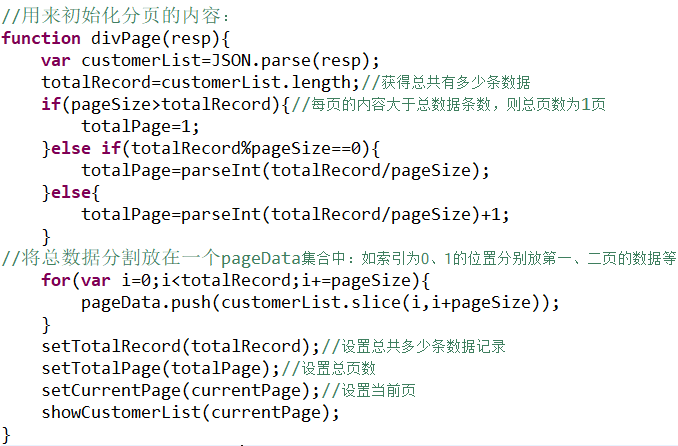 //用来初始化分页的内容：
function divPage(resp){
    var customerList=JSON.parse(resp);
    totalRecord=customerList.length;//获得总共有多少条数据
    if(pageSize>totalRecord){//每页的内容大于总数据条数，则总页数为1页
        totalPage=1;
    }else if(totalRecord%pageSize==0){
        totalPage=parseInt(totalRecord/pageSize);
    }else{
        totalPage=parseInt(totalRecord/pageSize)+1;
    }
//将总数据分割放在一个pageData集合中：如索引为0、1的位置分别放第一、二页的数据等
    for(var i=0;i<totalRecord;i+=pageSize){
        pageData.push(customerList.slice(i,i+pageSize));
    }
    setTotalRecord(totalRecord);//设置总共多少条数据记录
    setTotalPage(totalPage);//设置总页数
    setCurrentPage(currentPage);//设置当前页
    showCustomerList(currentPage);
}